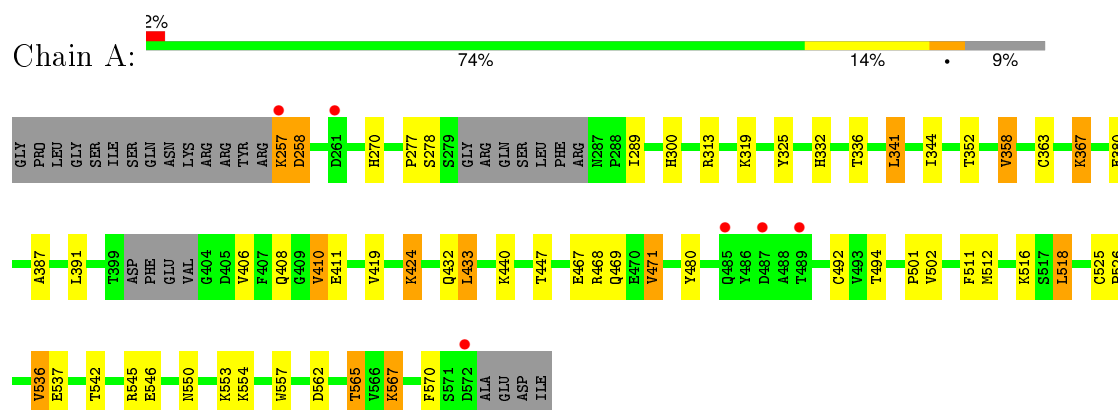 2%
Chain A:
74% 14% • 9%
GLY PRO LEU GLY SER ILE SER GLN ASN LYS ARG ARG TYR ARG K257 D258 D261 H270 P277 S278 S279 GLY ARG GLN SER LEU PHE ARG N287 P288 I289 H300 R313 K319 Y325 H332 T336 L341 I344 T352 V358 C363 K367
A387 L391 T399 ASP PHE GLU VAL G404 D405 V406 F407 Q408 G409 V410 E411 V419 K424 Q432 L433 K440 T447 E467 R468 Q469 E470 V471 Y480 Q485 Y486 D487 A488 T489 C492 V493 T494 P501 V502 F511 M512 K516 S517 L518 C525
V536 E537 T542 R545 E546 N550 K553 K554 W557 D562 T565 V566 K567 F570 S571 D572 ALA GLU ASP ILE